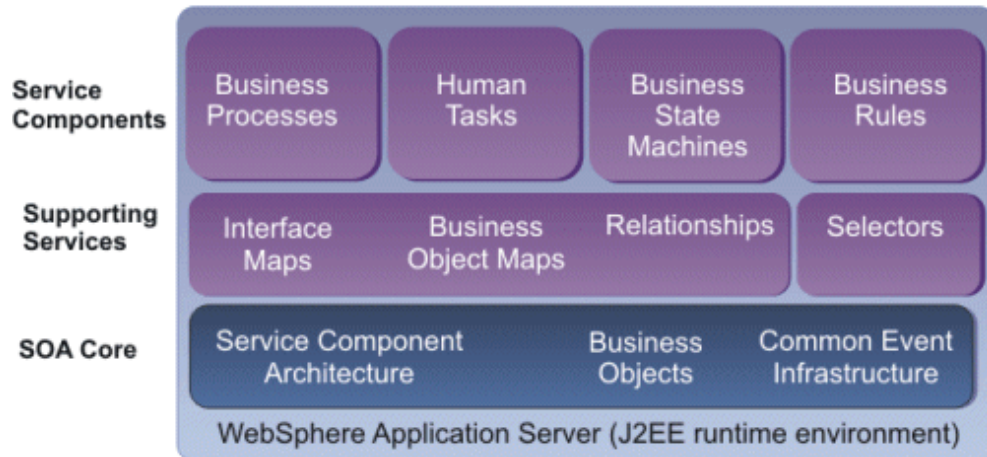 Service
Components
Business
Processes
Human
Tasks
Business
State
Machines
Business
Rules
Supporting
Services
Interface
Maps
Business
Object Maps
Relationships
Selectors
SOA Core
Service Component
Architecture
Business
Objects
Common Event
Infrastructure
WebSphere Application Server (J2EE runtime environment)